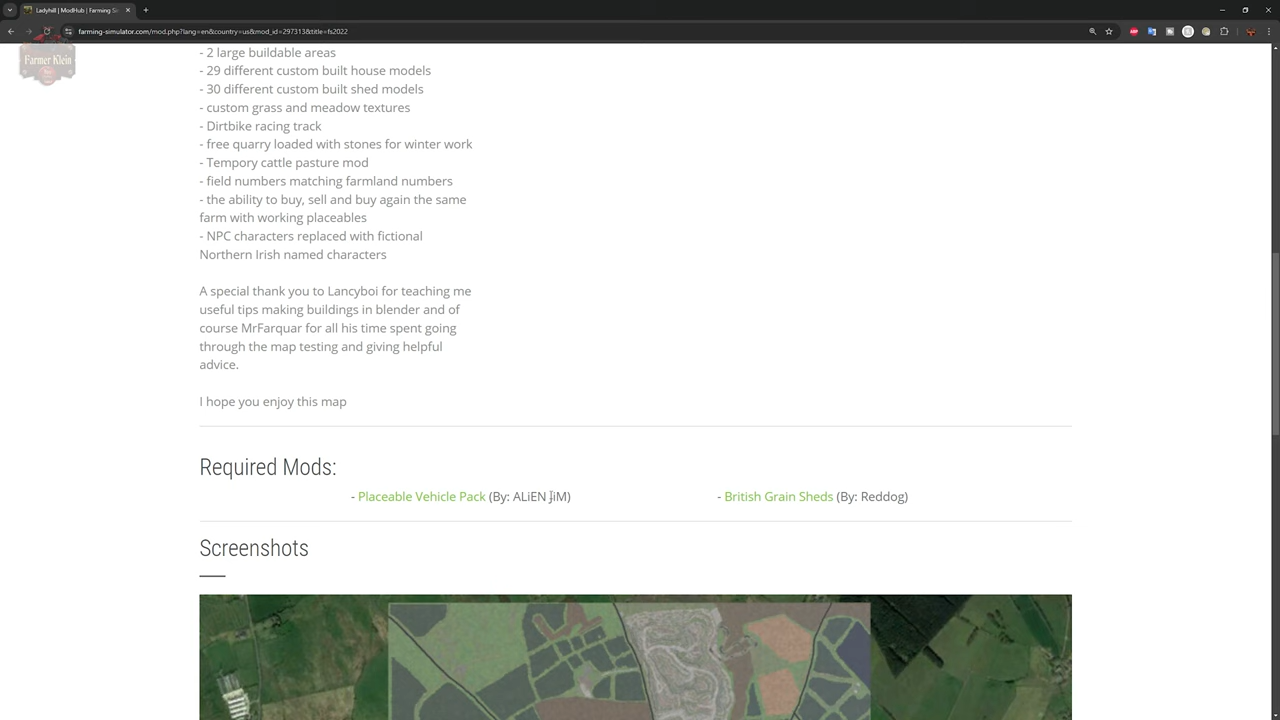 Ladyhill | ModHub | Farming Si
farming-simulator.com/mod.php?lang=en&country=us&mod_id=297313&title=fs2022
Farmer Klein
- 2 large buildable areas
- 29 different custom built house models
- 30 different custom built shed models
- custom grass and meadow textures
- Dirtbike racing track
- free quarry loaded with stones for winter work
- Tempory cattle pasture mod
- field numbers matching farmland numbers
- the ability to buy, sell and buy again the same
farm with working placeables
- NPC characters replaced with fictional
Northern Irish named characters
A special thank you to Lancyboi for teaching me
useful tips making buildings in blender and of
course MrFarquar for all his time spent going
through the map testing and giving helpful
advice.
I hope you enjoy this map
Required Mods:
- Placeable Vehicle Pack (By: ALiEN JiM)
- British Grain Sheds (By: Reddog)
Screenshots